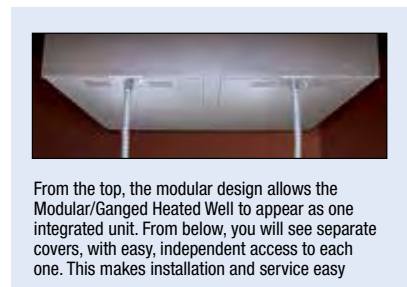 From the top, the modular design allows the
Modular/Ganged Heated Well to appear as one
integrated unit. From below, you will see separate
covers, with easy, independent access to each
one. This makes installation and service easy